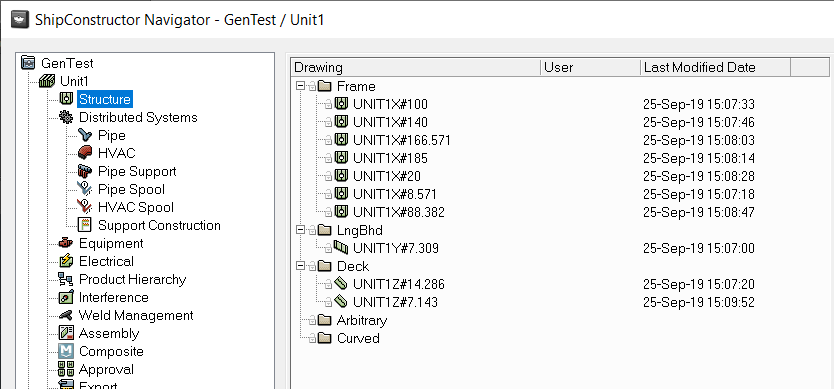 ShipConstructor Navigator - GenTest / Unit1
GenTest
Unit1
Structure
Distributed Systems
Pipe
HVAC
Pipe Support
Pipe Spool
HVAC Spool
Support Construction
Equipment
Electrical
Product Hierarchy
Interference
Weld Management
Assembly
Composite
Approval
Export
Drawing User Last Modified Date
Frame
UNIT1X#100 25-Sep-19 15:07:33
UNIT1X#140 25-Sep-19 15:07:46
UNIT1X#166.571 25-Sep-19 15:08:03
UNIT1X#185 25-Sep-19 15:08:14
UNIT1X#20 25-Sep-19 15:08:28
UNIT1X#8.571 25-Sep-19 15:07:18
UNIT1X#88.382 25-Sep-19 15:08:47
LngBhd
UNIT1Y#7.309 25-Sep-19 15:07:00
Deck
UNIT1Z#14.286 25-Sep-19 15:07:20
UNIT1Z#7.143 25-Sep-19 15:09:52
Arbitrary
Curved